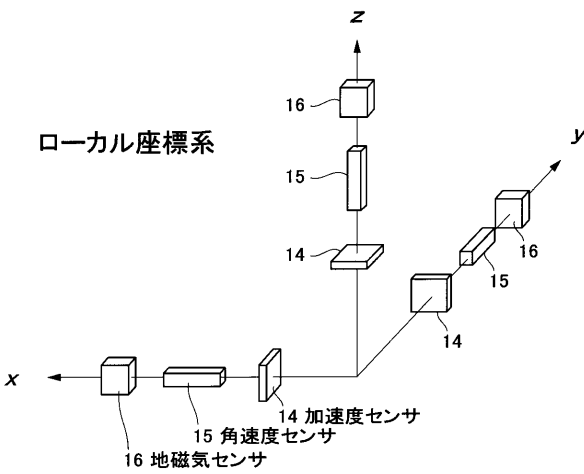 z
16
ローカル座標系
15
y
14
16
15
14
x
14 加速度センサ
15 角速度センサ
16 地磁気センサ